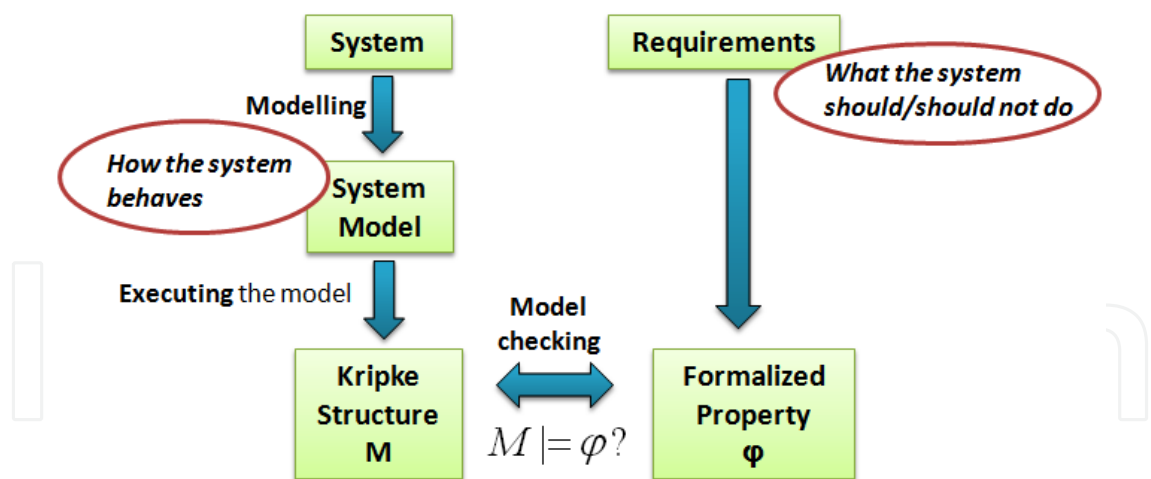 System
Requirements
What the system
should/should not do
Modelling
How the system
behaves
System
Model
Executing the model
Model
checking
Kripke
Structure
M
M |= φ?
Formalized
Property
φ